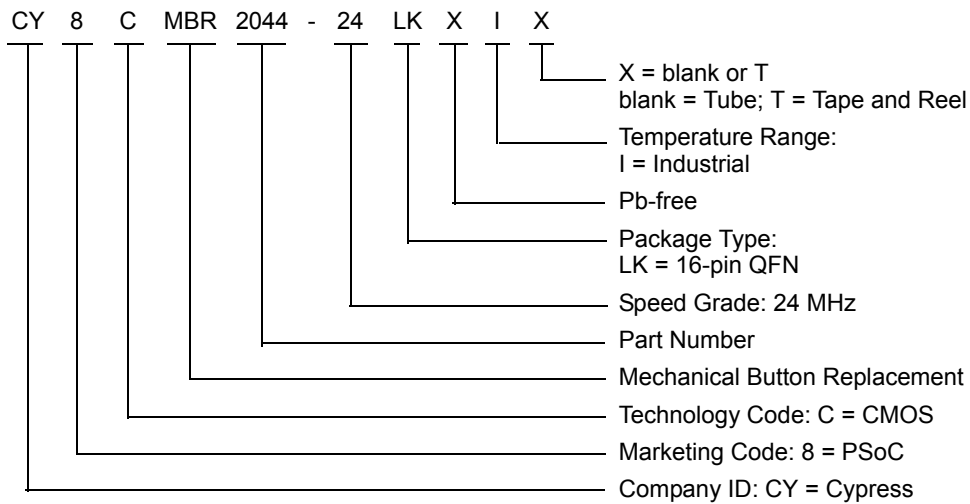 CY 8 C MBR 2044 - 24 LK X I X
X = blank or T
blank = Tube; T = Tape and Reel
Temperature Range:
I = Industrial
Pb-free
Package Type:
LK = 16-pin QFN
Speed Grade: 24 MHz
Part Number
Mechanical Button Replacement
Technology Code: C = CMOS
Marketing Code: 8 = PSoC
Company ID: CY = Cypress